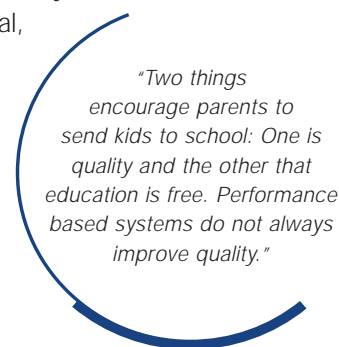 al,
“Two things
encourage parents to
send kids to school: One is
quality and the other that
education is free. Performance
based systems do not always
improve quality.”